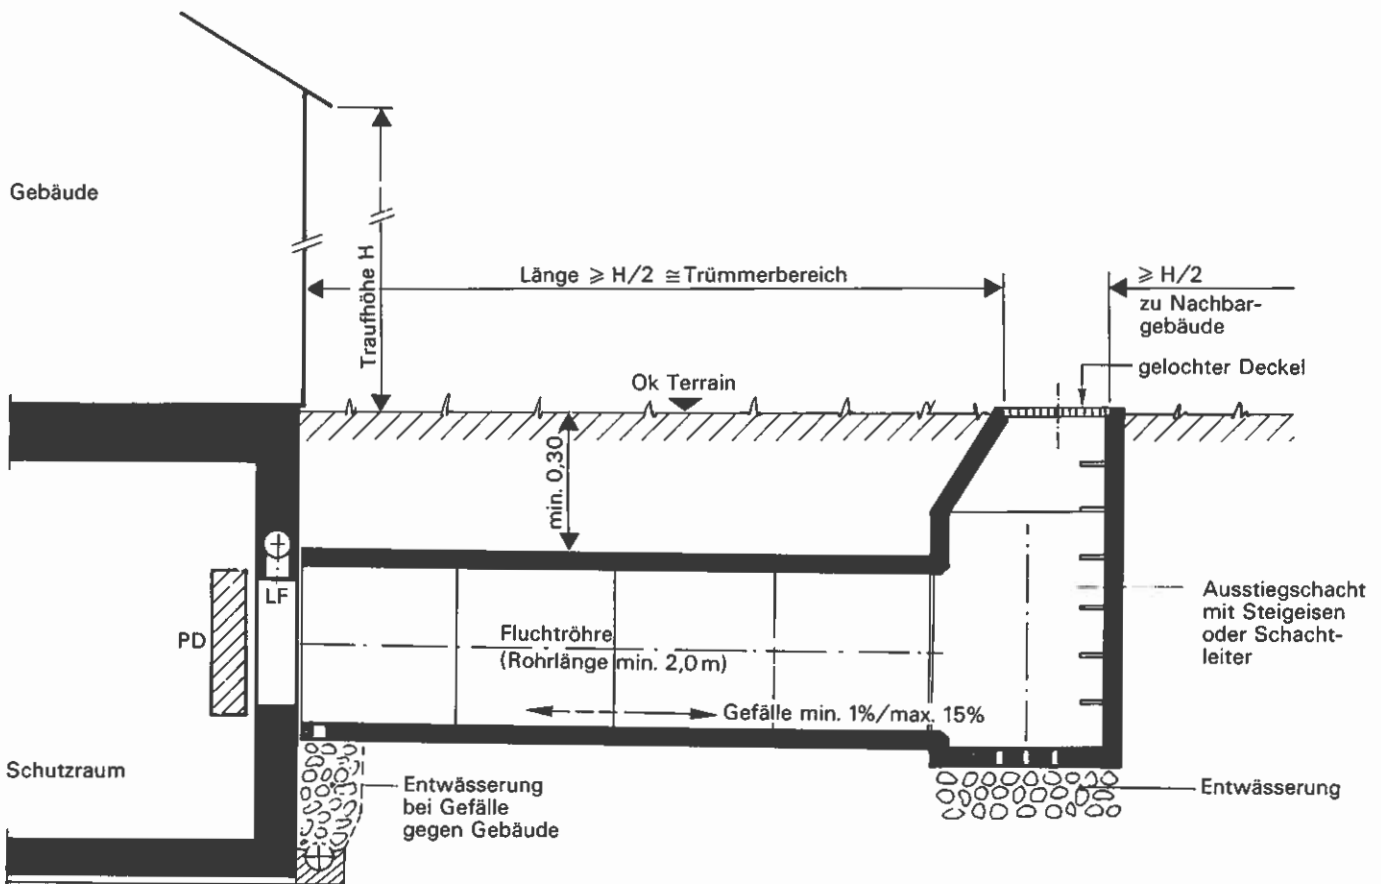 Gebäude
Traufhöhe H
Länge ⩾ H/2 ≅ Trümmerbereich
⩾ H/2
zu Nachbar-
gebäude
gelochter Deckel
Ok Terrain
min. 0,30
LF
PD
Fluchtröhre
(Rohrlänge min. 2,0 m)
Gefälle min. 1%/max. 15%
Ausstiegschacht
mit Steigeisen
oder Schacht-
leiter
Schutzraum
Entwässerung
bei Gefälle
gegen Gebäude
Entwässerung